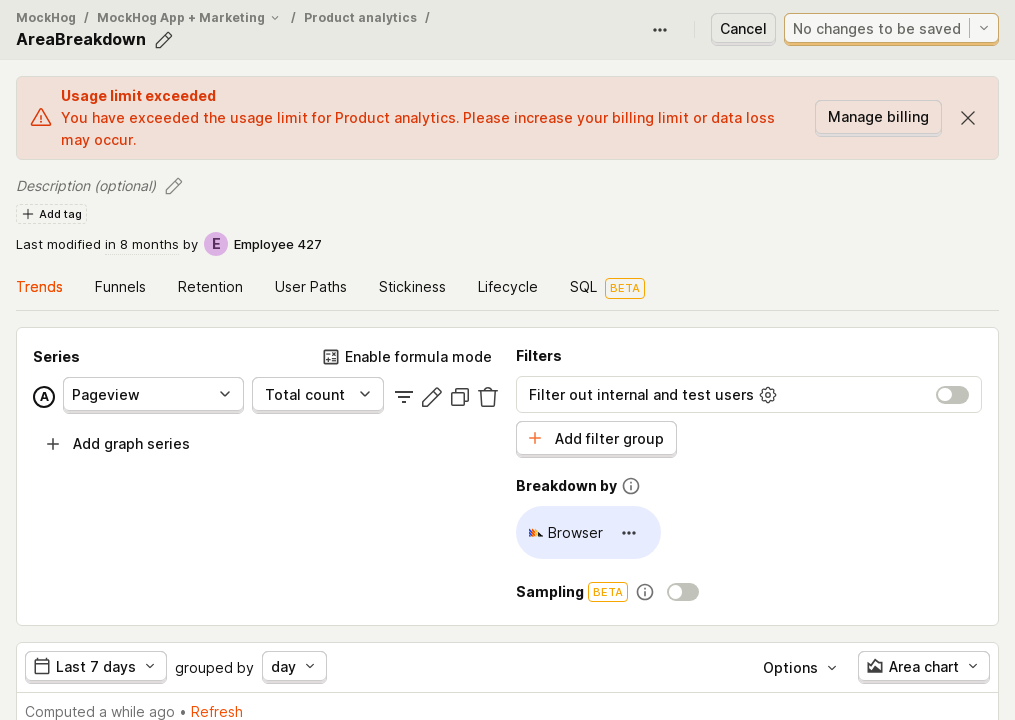 MockHog / MockHog App + Marketing / Product analytics /
AreaBreakdown
Cancel
No changes to be saved
Usage limit exceeded
You have exceeded the usage limit for Product analytics. Please increase your billing limit or data loss
may occur.
Manage billing
Description (optional)
Add tag
Last modified in 8 months by E Employee 427
Trends Funnels Retention User Paths Stickiness Lifecycle SQL BETA
Series
Enable formula mode
A Pageview Total count
Add graph series
Filters
Filter out internal and test users
Add filter group
Breakdown by
Browser
Sampling BETA
Last 7 days grouped by day Options Area chart
Computed a while ago • Refresh